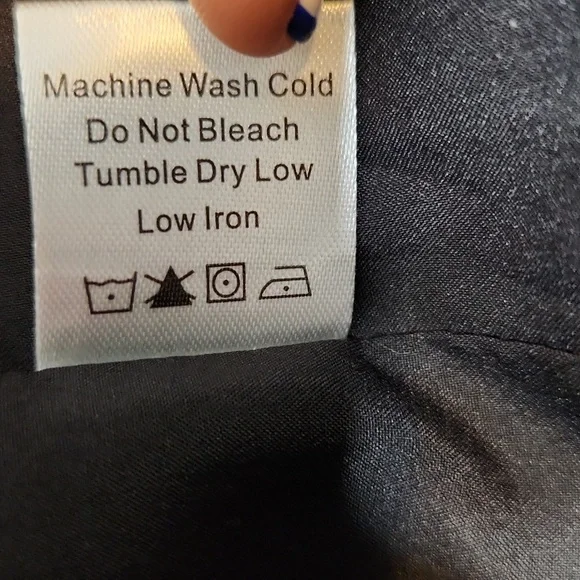 Machine Wash Cold
Do Not Bleach
Tumble Dry Low
Low Iron